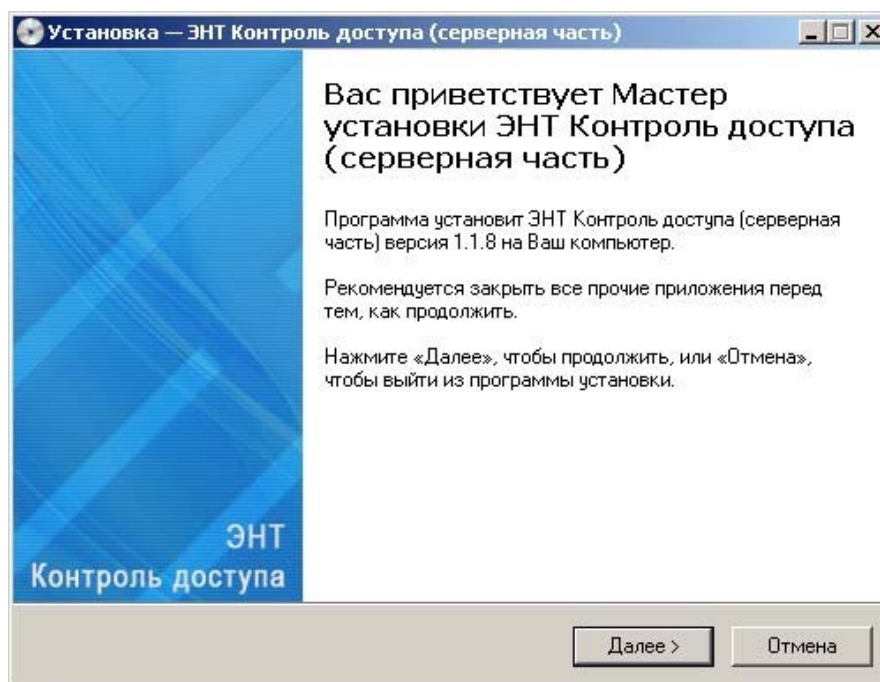 Установка — ЭНТ Контроль доступа (серверная часть)
Вас приветствует Мастер
установки ЭНТ Контроль доступа
(серверная часть)
Программа установит ЭНТ Контроль доступа (серверная
часть) версия 1.1.8 на Ваш компьютер.
Рекомендуется закрыть все прочие приложения перед
тем, как продолжить.
Нажмите «Далее», чтобы продолжить, или «Отмена»,
чтобы выйти из программы установки.
ЭНТ
Контроль доступа
Далее >
Отмена